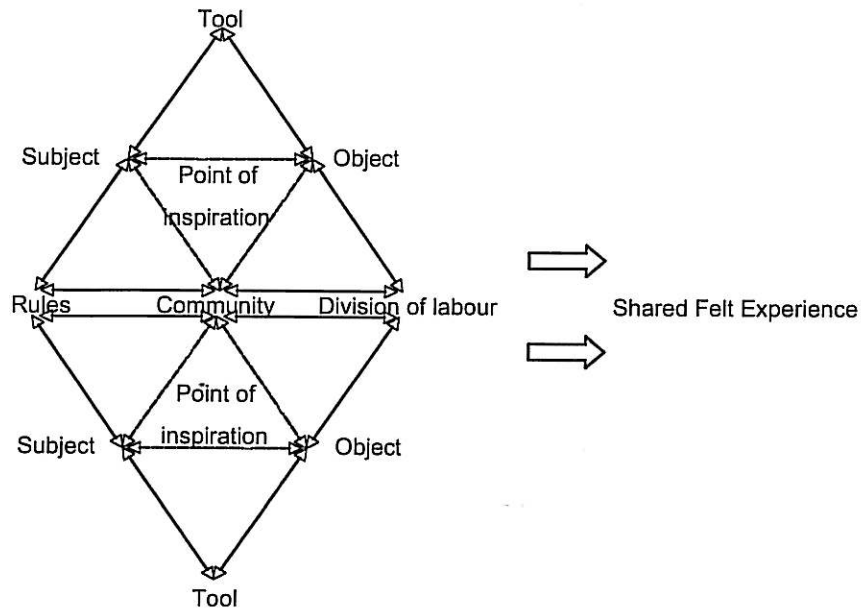 Tool
Subject
Object
Point of
inspiration
Rules
Community
Division of labour
Shared Felt Experience
Point of
inspiration
Subject
Object
Tool